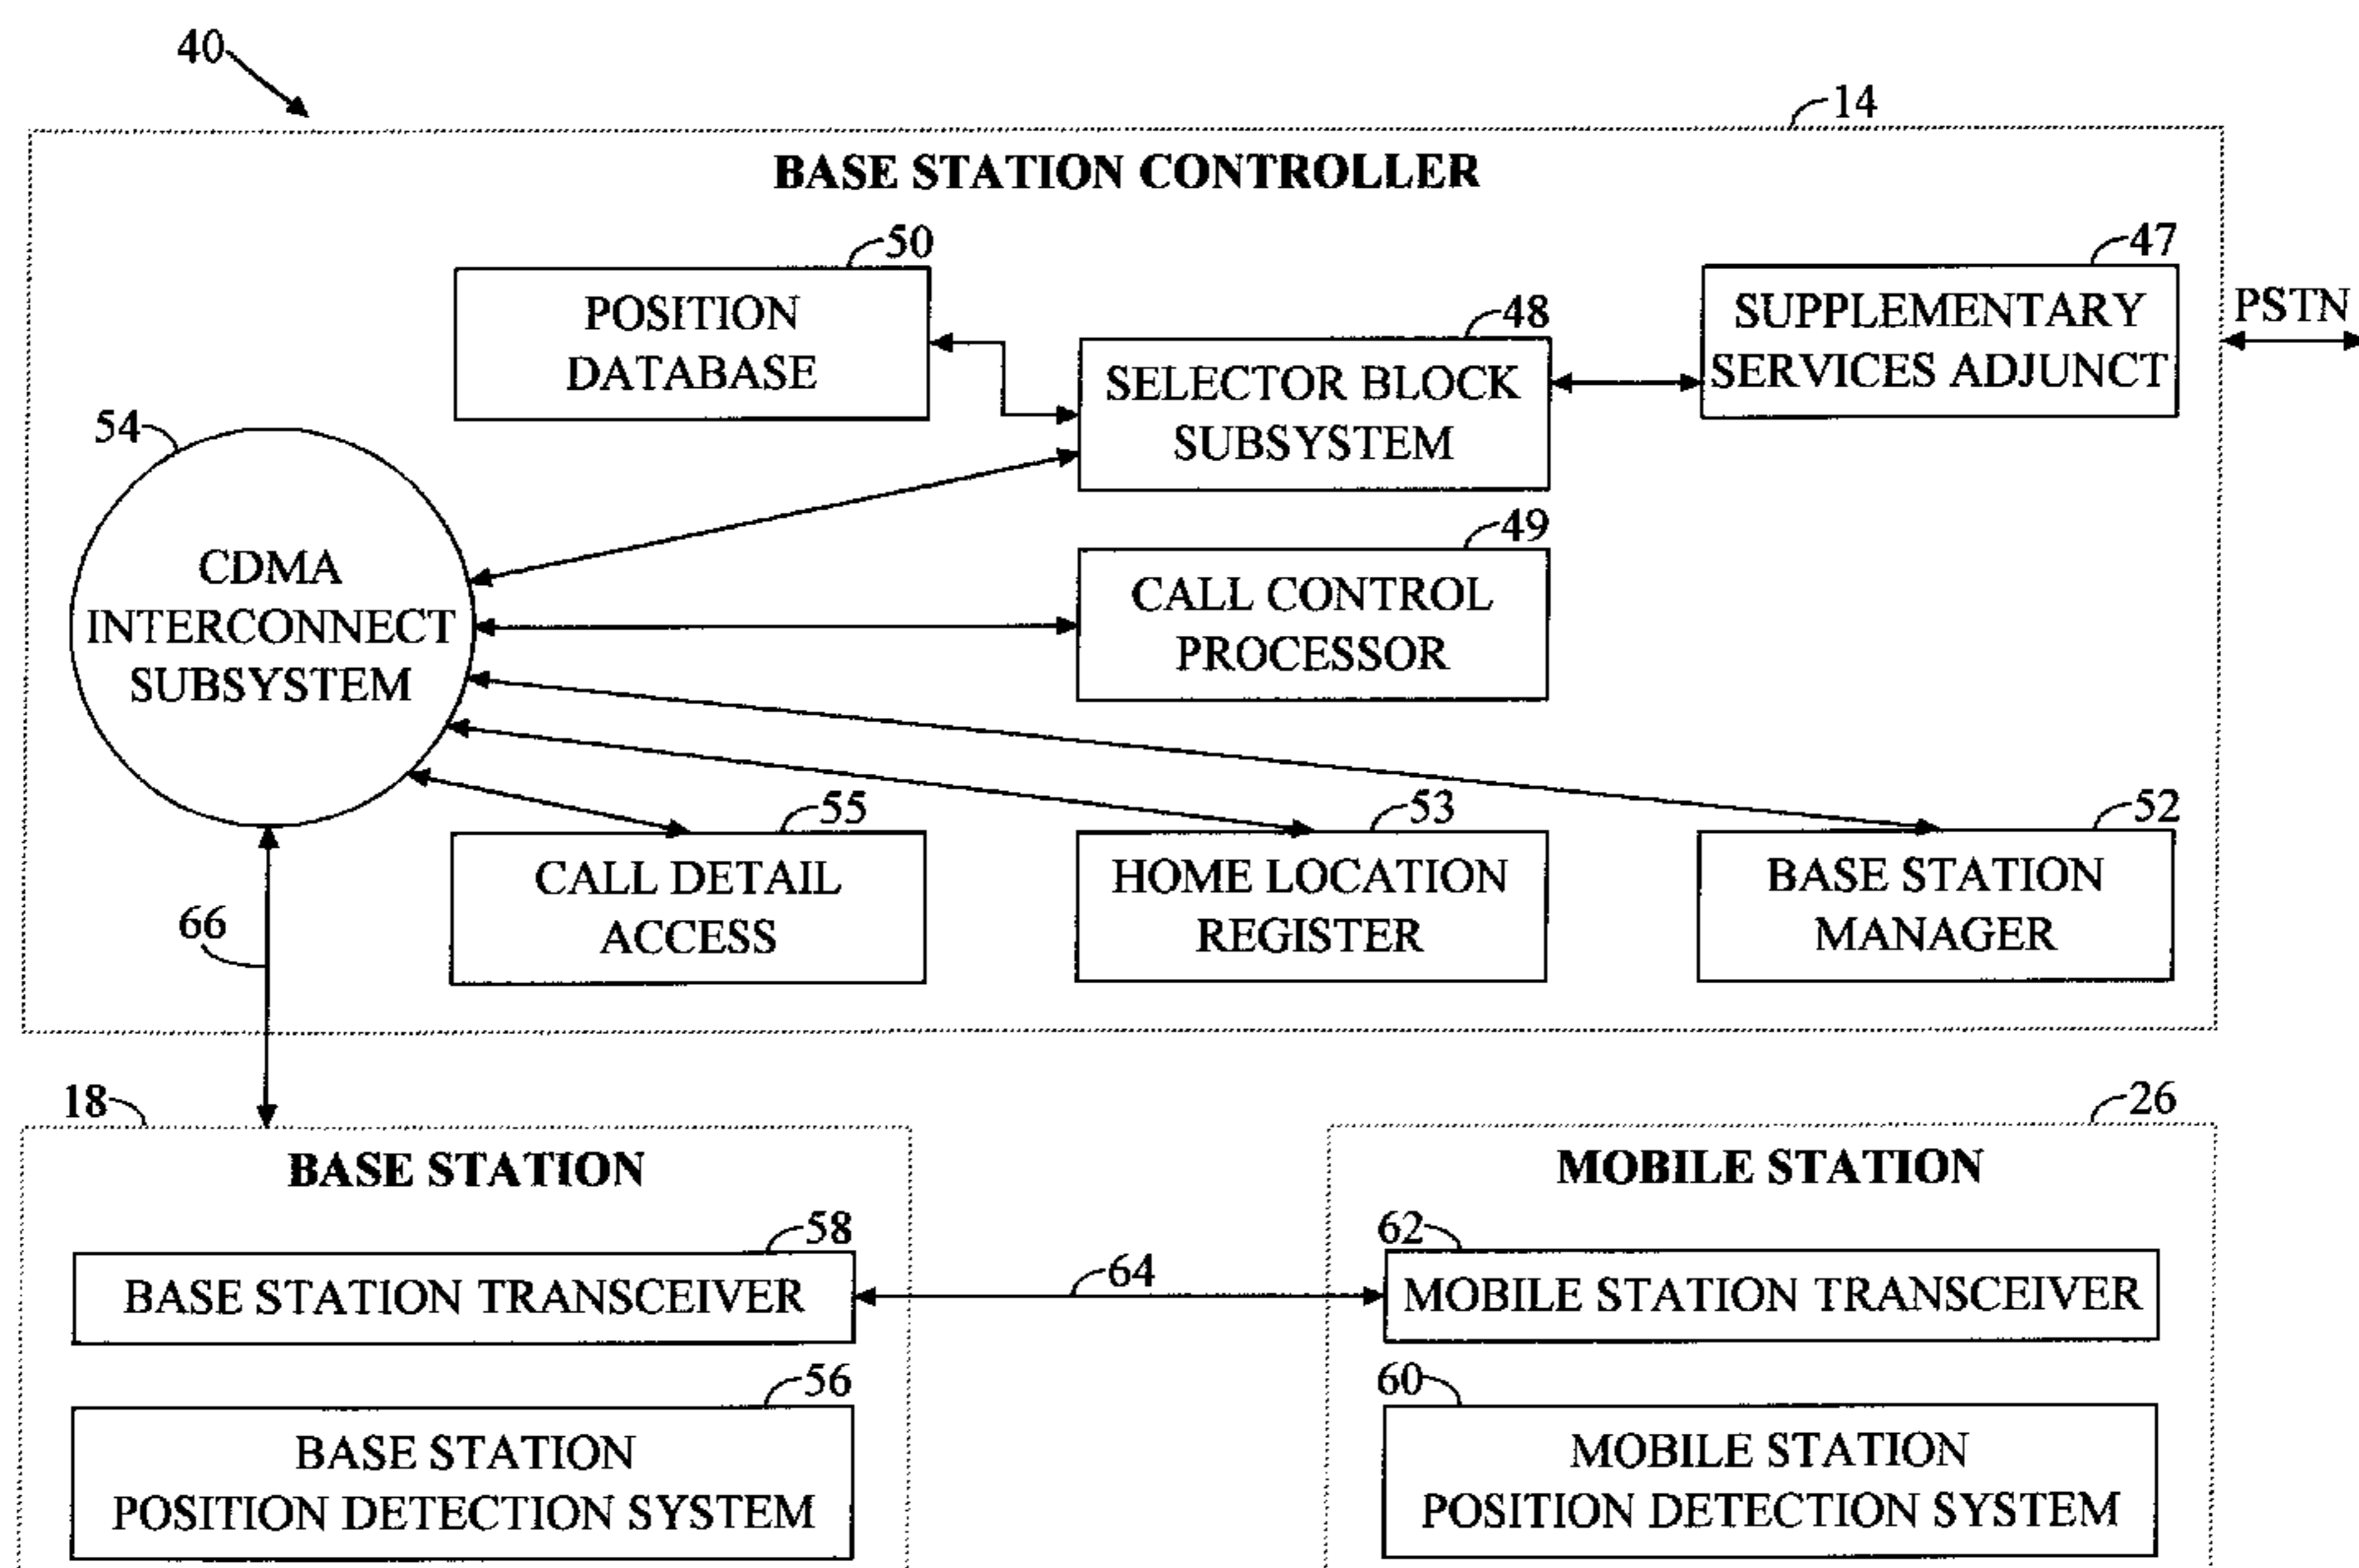 40
14
BASE STATION CONTROLLER
50
47
POSITION
DATABASE
48
SUPPLEMENTARY
SERVICES ADJUNCT
PSTN
SELECTOR BLOCK
SUBSYSTEM
54
49
CDMA
INTERCONNECT
SUBSYSTEM
CALL CONTROL
PROCESSOR
55
53
52
CALL DETAIL
ACCESS
HOME LOCATION
REGISTER
BASE STATION
MANAGER
66
18
26
BASE STATION
MOBILE STATION
58
62
64
BASE STATION TRANSCEIVER
MOBILE STATION TRANSCEIVER
56
60
BASE STATION
POSITION DETECTION SYSTEM
MOBILE STATION
POSITION DETECTION SYSTEM